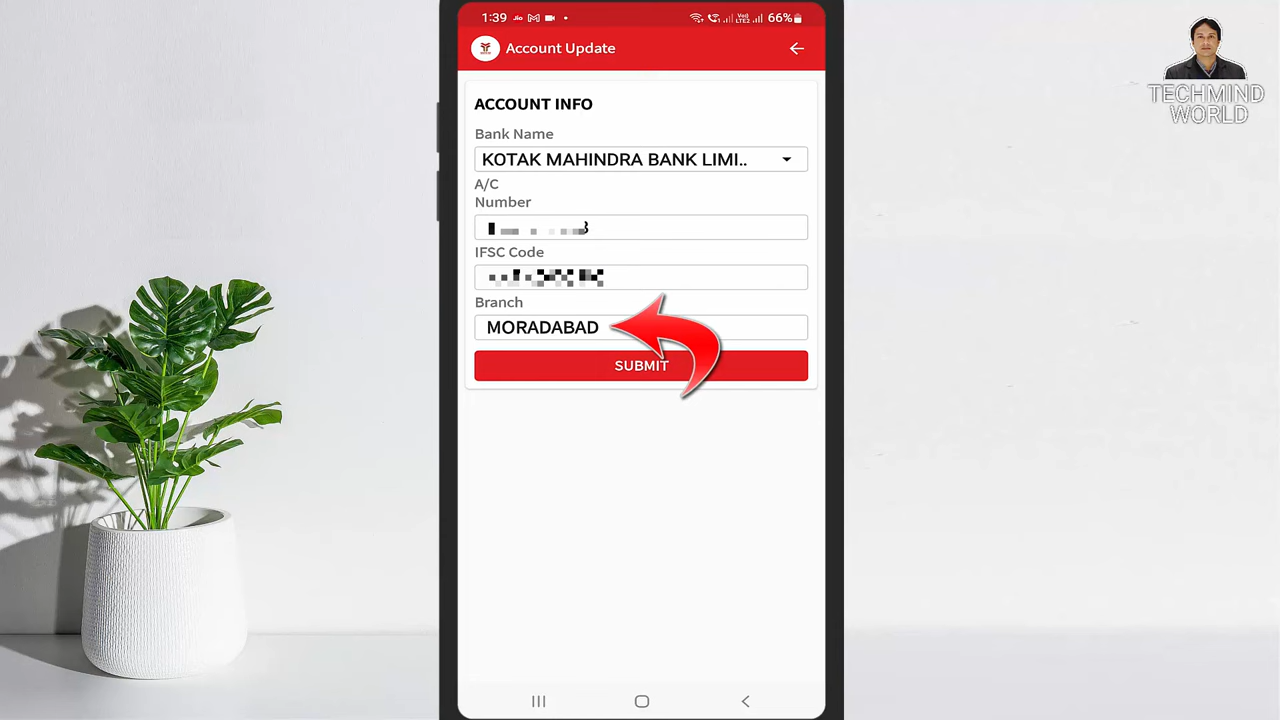 1:39
66%
Account Update
TECHMIND
WORLD
ACCOUNT INFO
Bank Name
KOTAK MAHINDRA BANK LIMI..
A/C
Number
IFSC Code
Branch
MORADABAD
SUBMIT